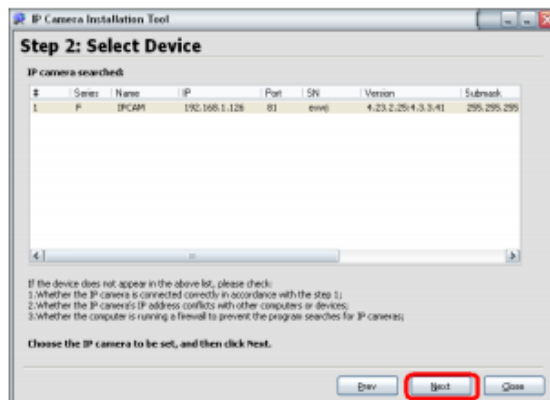 IP Camera Installation Tool
Step 2: Select Device
IP camera searched:
# Series Name IP Port SN Version Submask
1 F IPCAM 192.168.1.126 81 4.23.2.25:4.3.3.41 255.255.255
If the device does not appear in the above list, please check:
1.Whether the IP camera is connected correctly in accordance with the step 1;
2.Whether the IP camera's IP address conflicts with other computers or devices;
3.Whether the computer is running a firewall to prevent the program searches for IP cameras;
Choose the IP camera to be set, and then click Next.
Prev Next Close